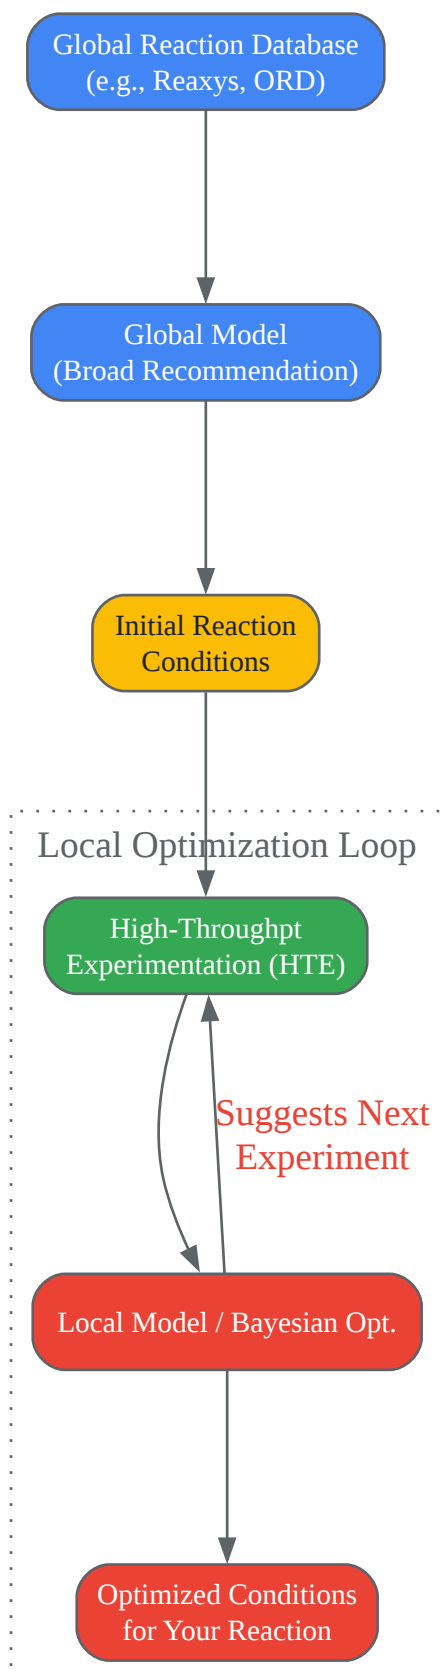 Global Reaction Database
(e.g., Reaxys, ORD)
Global Model
(Broad Recommendation)
Initial Reaction
Conditions
Local Optimization Loop
High-Throughpt
Experimentation (HTE)
Suggests Next
Experiment
Local Model / Bayesian Opt.
Optimized Conditions
for Your Reaction